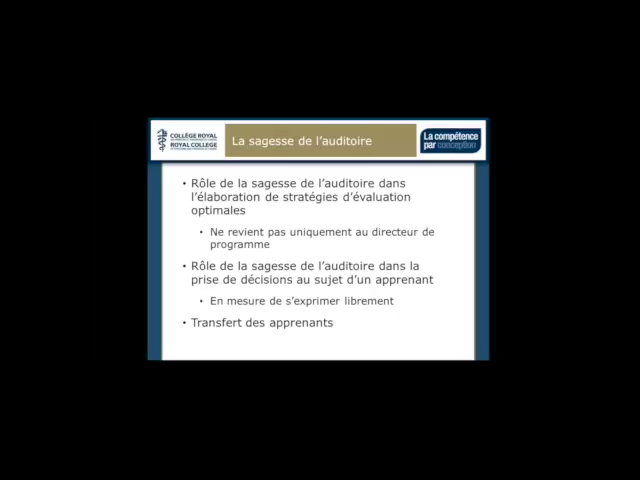 COLLÈGE ROYAL
ROYAL COLLEGE
La sagesse de l’auditoire
La compétence
par conception
• Rôle de la sagesse de l’auditoire dans
l’élaboration de stratégies d’évaluation
optimales
• Ne revient pas uniquement au directeur de
programme
• Rôle de la sagesse de l’auditoire dans la
prise de décisions au sujet d’un apprenant
• En mesure de s’exprimer librement
• Transfert des apprenants